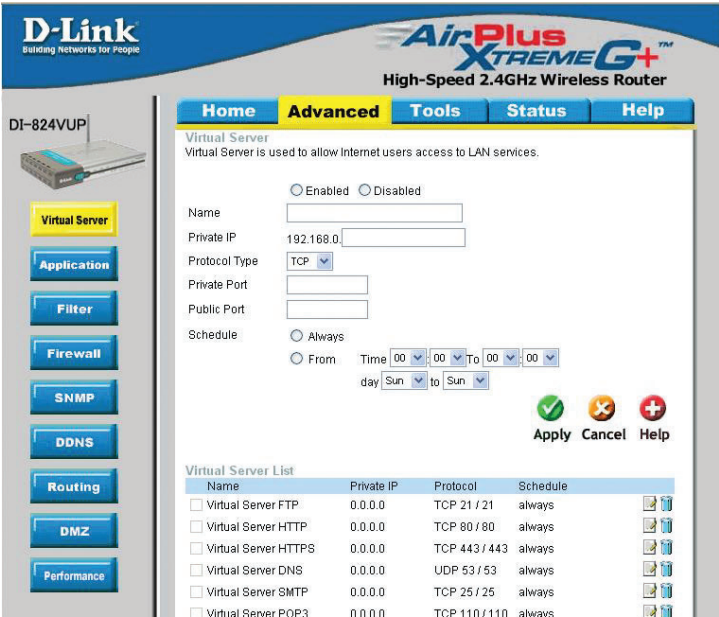 D-Link
Building Networks for People
AirPlus
XTREME G+™
High-Speed 2.4GHz Wireless Router
DI-824VUP
Home Advanced Tools Status Help
Virtual Server
Application
Filter
Firewall
SNMP
DDNS
Routing
DMZ
Performance
Virtual Server
Virtual Server is used to allow Internet users access to LAN services.
Enabled Disabled
Name
Private IP 192.168.0.
Protocol Type TCP
Private Port
Public Port
Schedule Always
From Time 00 : 00 To 00 : 00
day Sun to Sun
Apply Cancel Help
Virtual Server List
Name Private IP Protocol Schedule
Virtual Server FTP 0.0.0.0 TCP 21 / 21 always
Virtual Server HTTP 0.0.0.0 TCP 80 / 80 always
Virtual Server HTTPS 0.0.0.0 TCP 443 / 443 always
Virtual Server DNS 0.0.0.0 UDP 53 / 53 always
Virtual Server SMTP 0.0.0.0 TCP 25 / 25 always
Virtual Server POP3 0.0.0.0 TCP 110 / 110 always